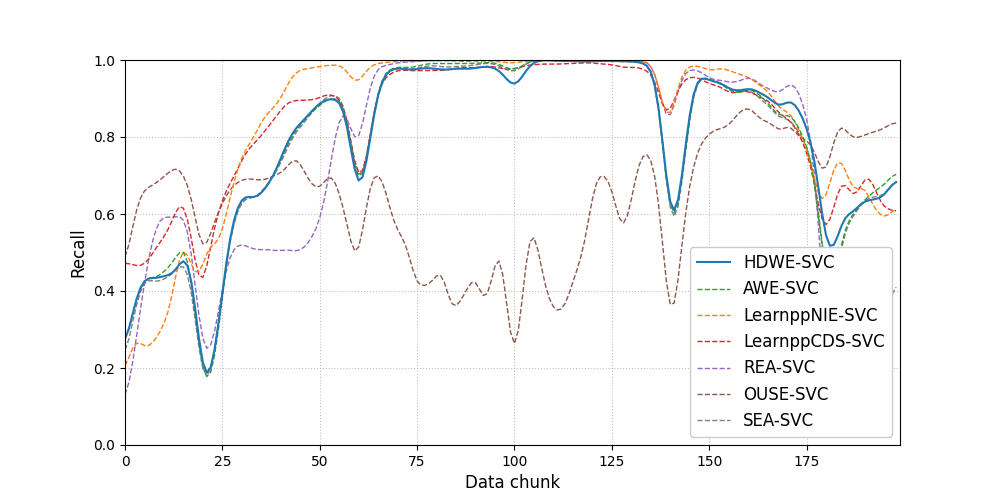 1.0
0.8
0.6
0.4
0.2
0.0
Recall
0
25
50
75
100
125
150
175
Data chunk
HDWE-SVC
AWE-SVC
LearnppNIE-SVC
LearnppCDS-SVC
REA-SVC
OUSE-SVC
SEA-SVC